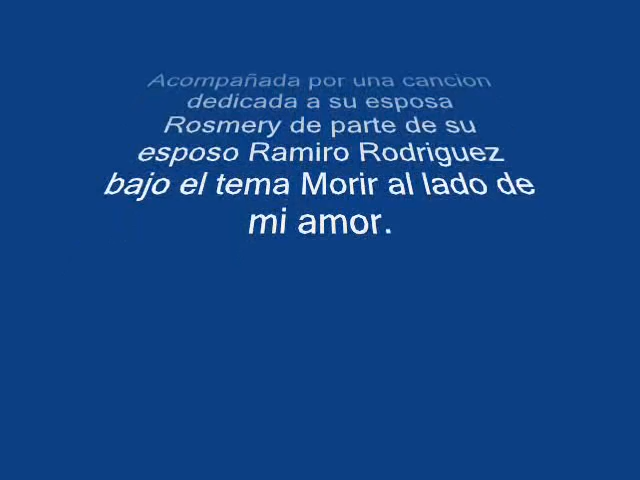 Acompañada por una cancion
dedicada a su esposa
Rosmery de parte de su
esposo Ramiro Rodriguez
bajo el tema Morir al lado de
mi amor.